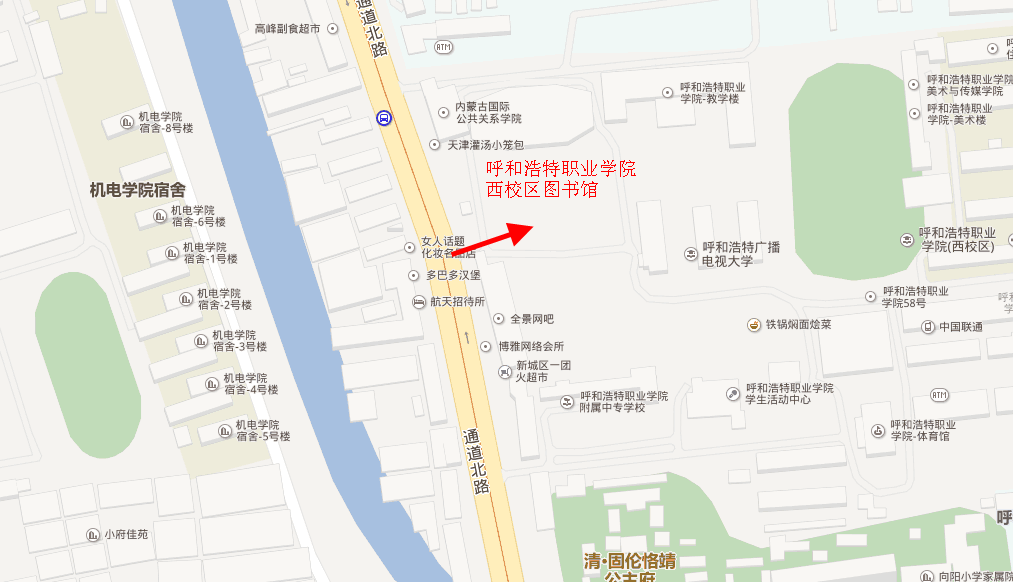 通道北路
高峰副食超市
ATM
呼和浩特职业
学院-教学楼
呼和浩特职业学院
美术与传媒学院
呼和浩特职业
学院-美术楼
内蒙古国际
公共关系学院
机电学院
宿舍-8号楼
天津灌汤小笼包
呼和浩特职业学院
西校区图书馆
机电学院宿舍
机电学院
宿舍-6号楼
女人话题
化妆名品店
呼和浩特广播
电视大学
呼和浩特职业
学院(西校区)
机电学院
宿舍-1号楼
多巴多汉堡
机电学院
宿舍-2号楼
航天招待所
呼和浩特职业
学院58号
全景网吧
铁锅焖面烩菜
中国联通
机电学院
宿舍-3号楼
博雅网络会所
新城区一团
火超市
机电学院
宿舍-4号楼
呼和浩特职业学院
附属中专学校
呼和浩特职业学院
学生活动中心
ATM
机电学院
宿舍-5号楼
呼和浩特职业
学院-体育馆
通道北路
小府佳苑
呼
清·固伦恪靖
公主府
向阳小学家属院